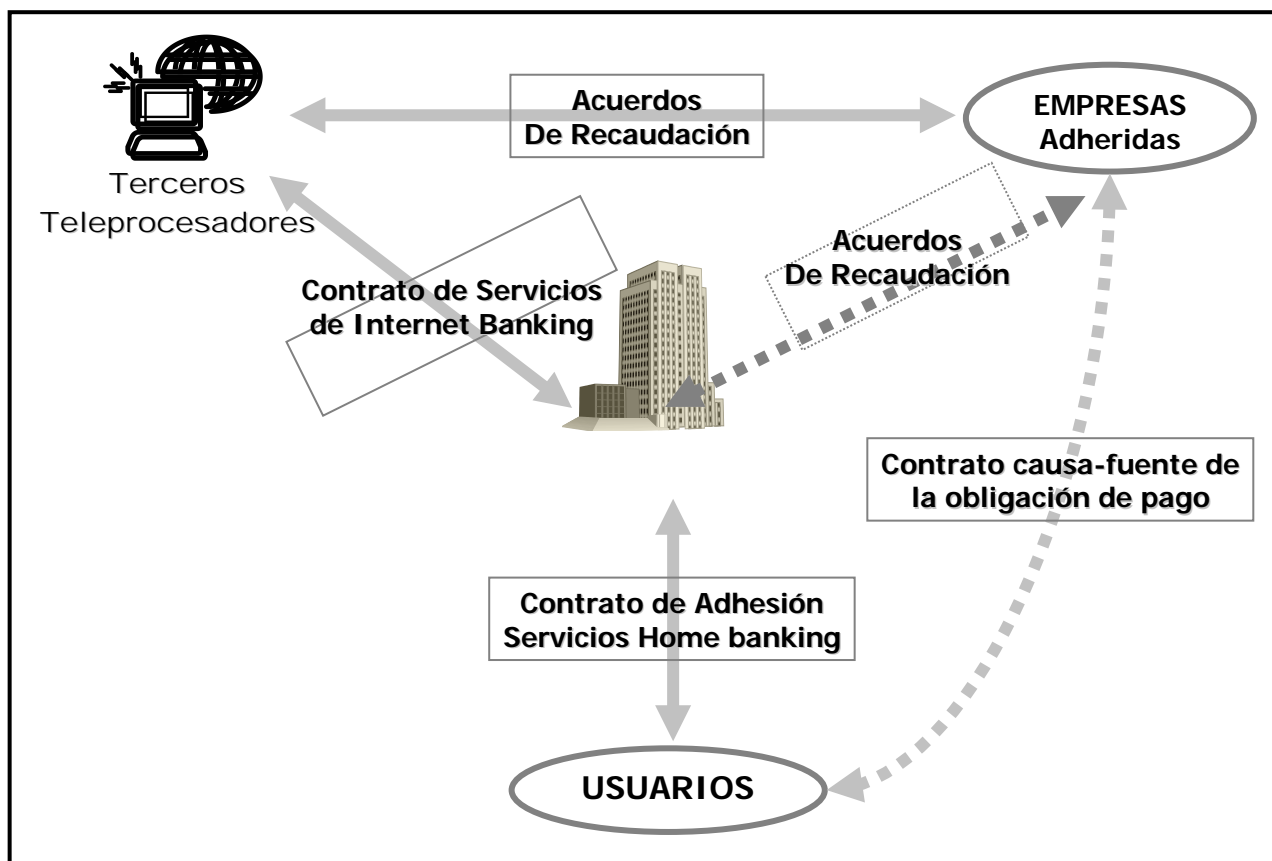 Acuerdos
De Recaudación
EMPRESAS
Adheridas
Terceros
Teleprocesadores
Acuerdos
De Recaudación
Contrato de Servicios
de Internet Banking
Contrato causa-fuente de
la obligación de pago
Contrato de Adhesión
Servicios Home banking
USUARIOS